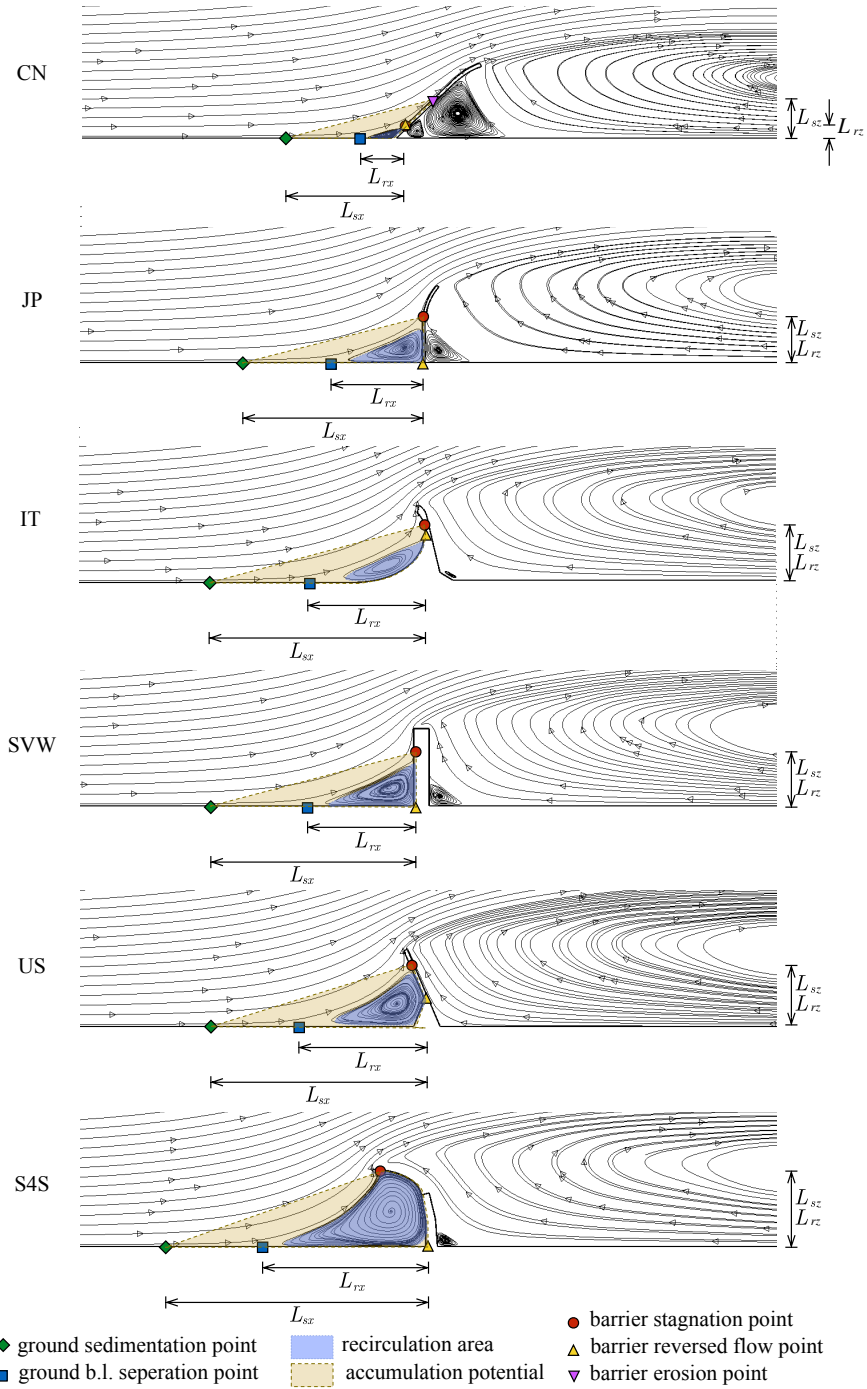 CN
L_sz
L_rz
L_rx
L_sx
JP
L_sz
L_rz
L_rx
L_sx
IT
L_sz
L_rz
L_rx
L_sx
SVW
L_sz
L_rz
L_rx
L_sx
US
L_sz
L_rz
L_rx
L_sx
S4S
L_sz
L_rz
L_rx
L_sx
ground sedimentation point
ground b.l. seperation point
recirculation area
accumulation potential
barrier stagnation point
barrier reversed flow point
barrier erosion point